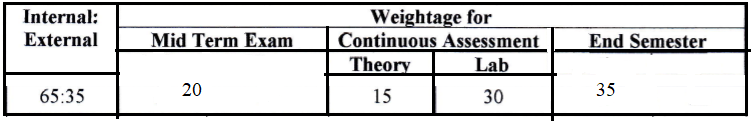 Internal: Weightage for
External Mid Term Exam Continuous Assessment End Semester
Theory Lab
65:35 20 15 30 35